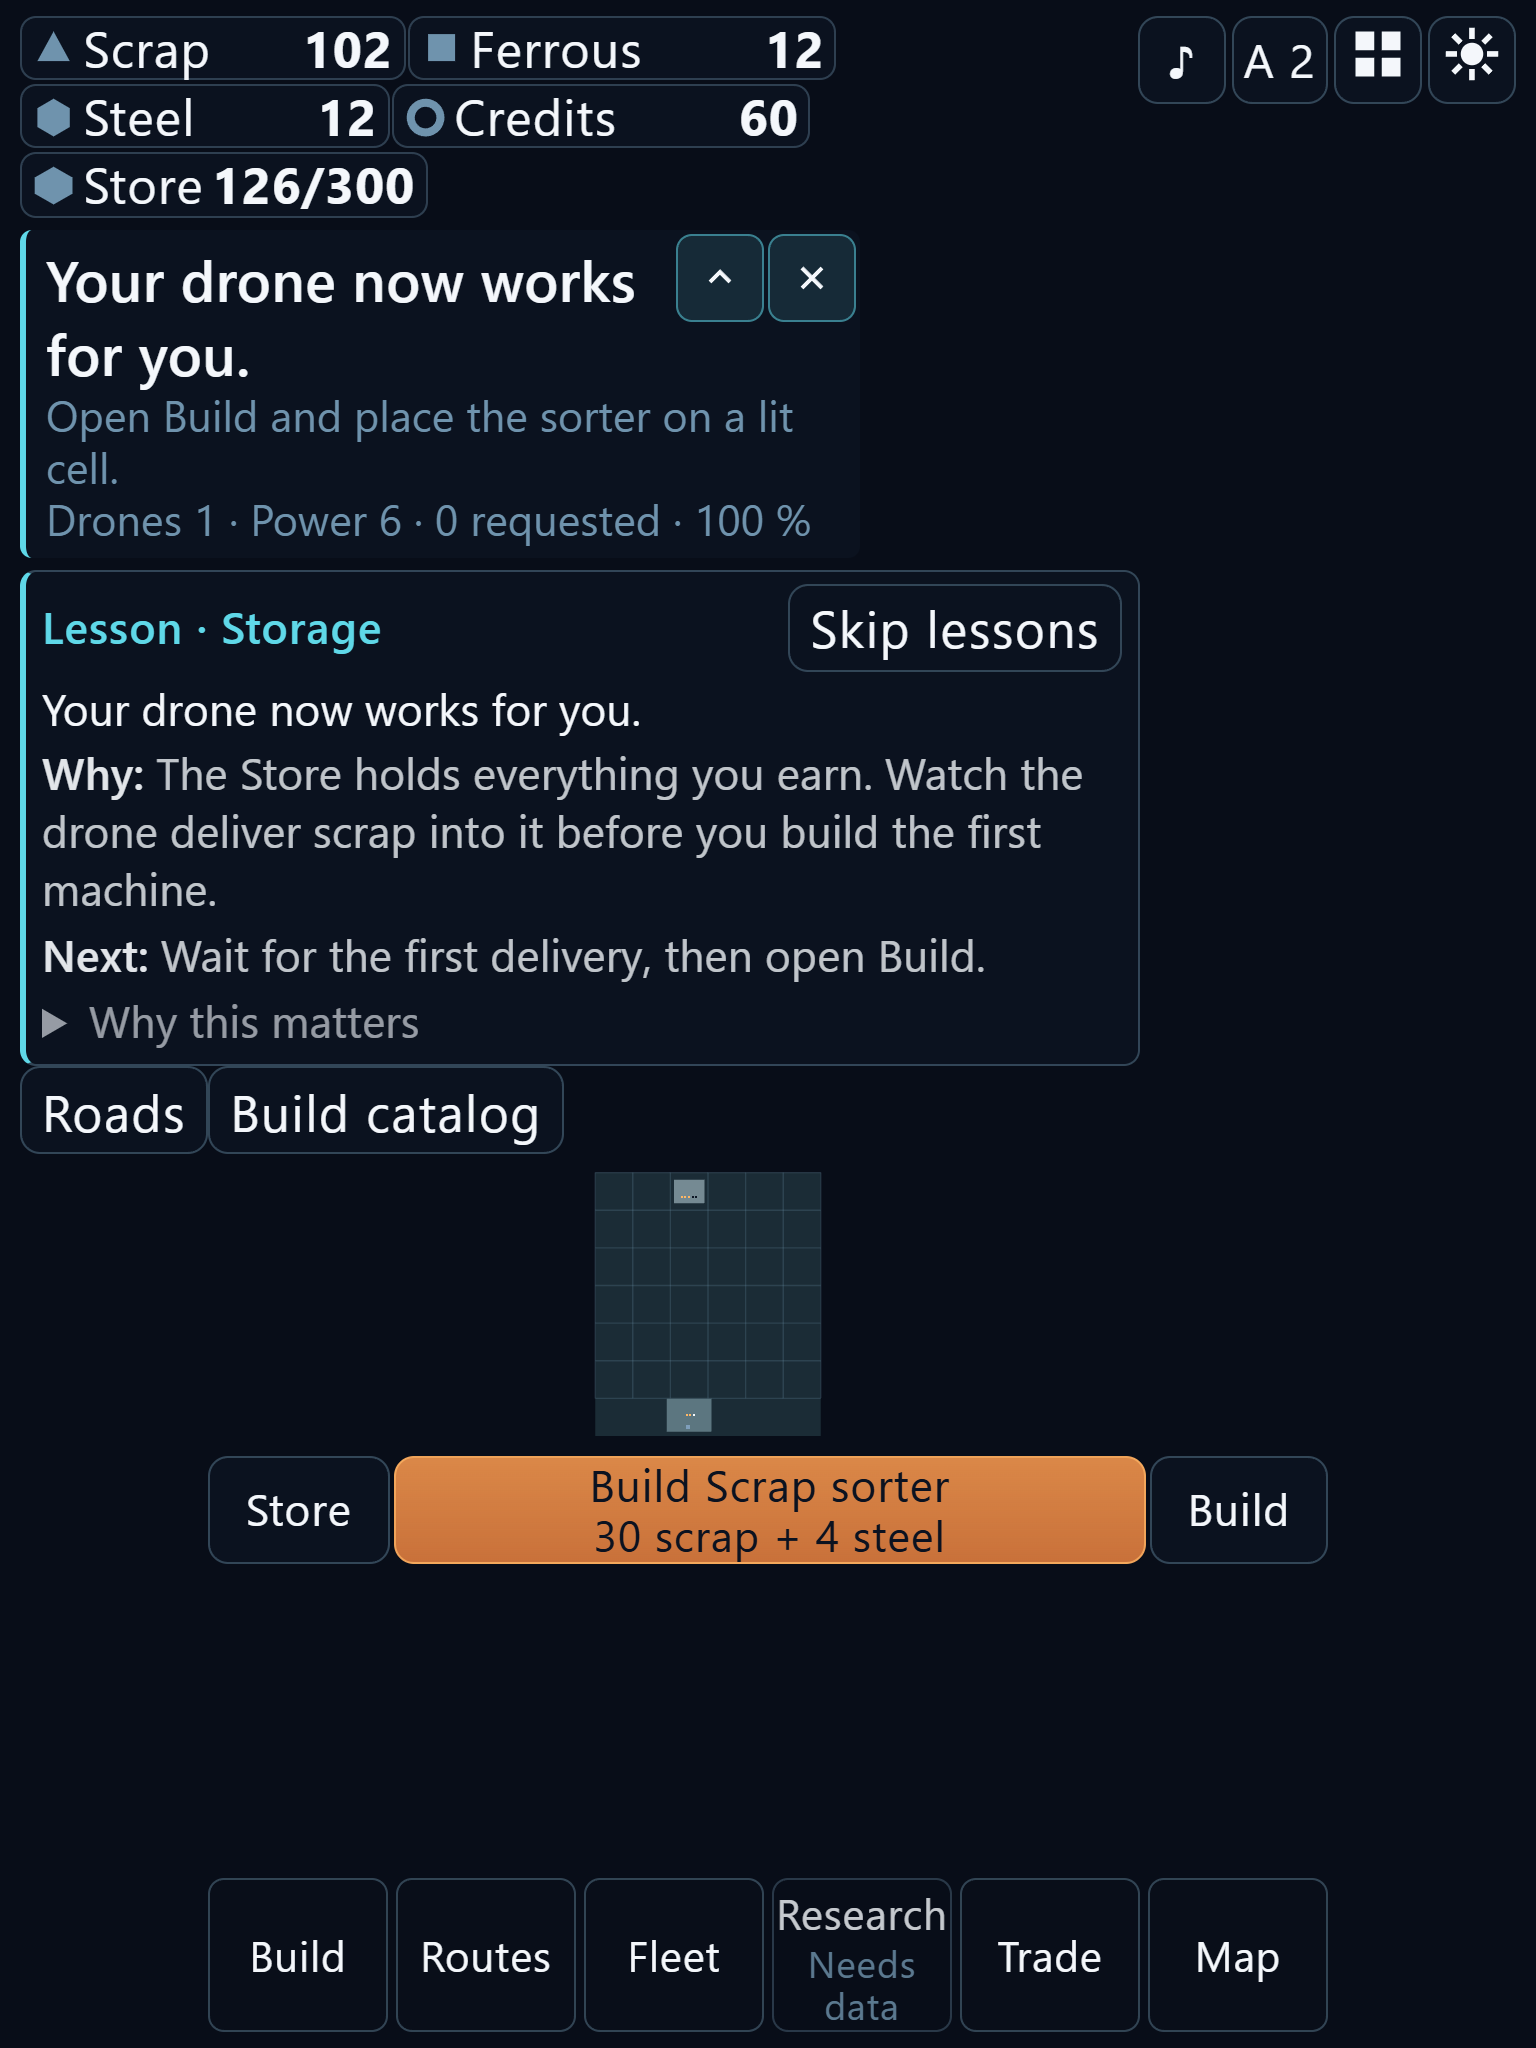 Scrap 102 Ferrous 12
♪ A 2
Steel 12 Credits 60
Store 126/300
Your drone now works
for you.
Open Build and place the sorter on a lit
cell.
Drones 1 · Power 6 · 0 requested · 100 %
Lesson · Storage Skip lessons
Your drone now works for you.
Why: The Store holds everything you earn. Watch the
drone deliver scrap into it before you build the first
machine.
Next: Wait for the first delivery, then open Build.
Why this matters
Roads Build catalog
Store
Build Scrap sorter
30 scrap + 4 steel
Build
Build Routes Fleet Research
Needs
data
Trade Map